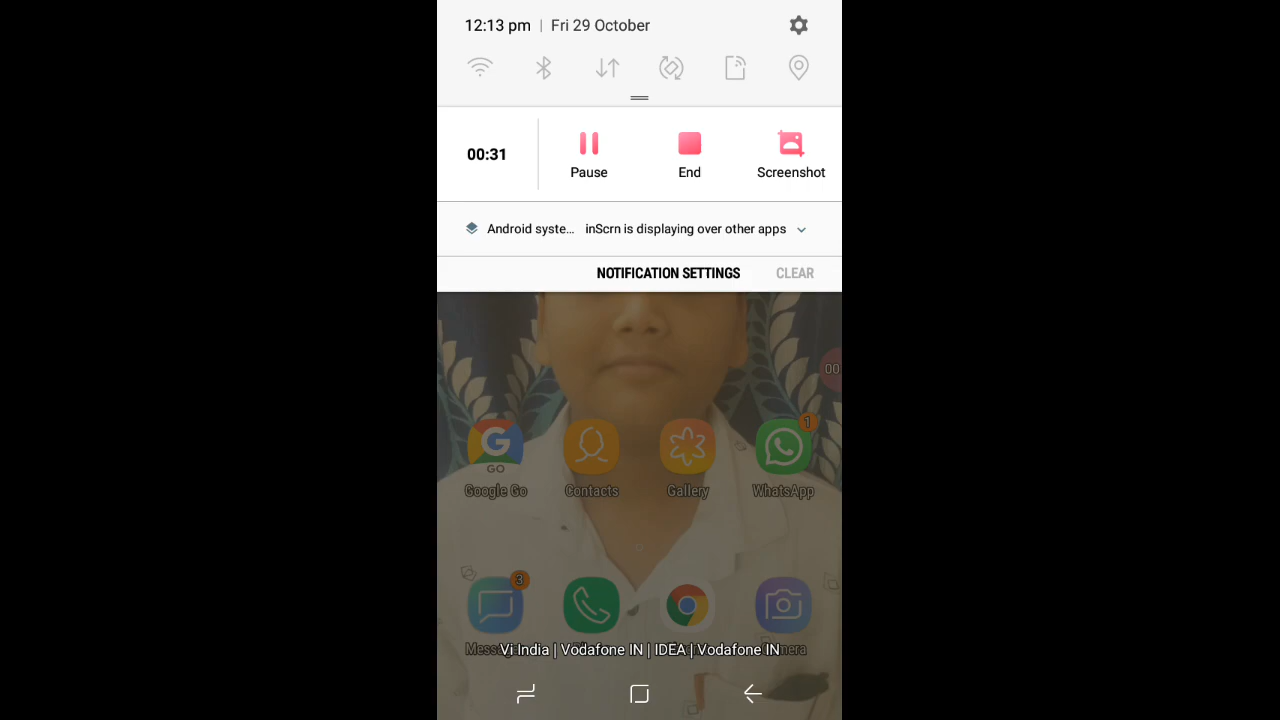 12:13 pm | Fri 29 October
00:31
Pause
End
Screenshot
Android syste... inScrn is displaying over other apps
NOTIFICATION SETTINGS CLEAR
00
1
GO
Google Go Contacts Gallery WhatsApp
3
Vi India | Vodafone IN | IDEA | Vodafone IN